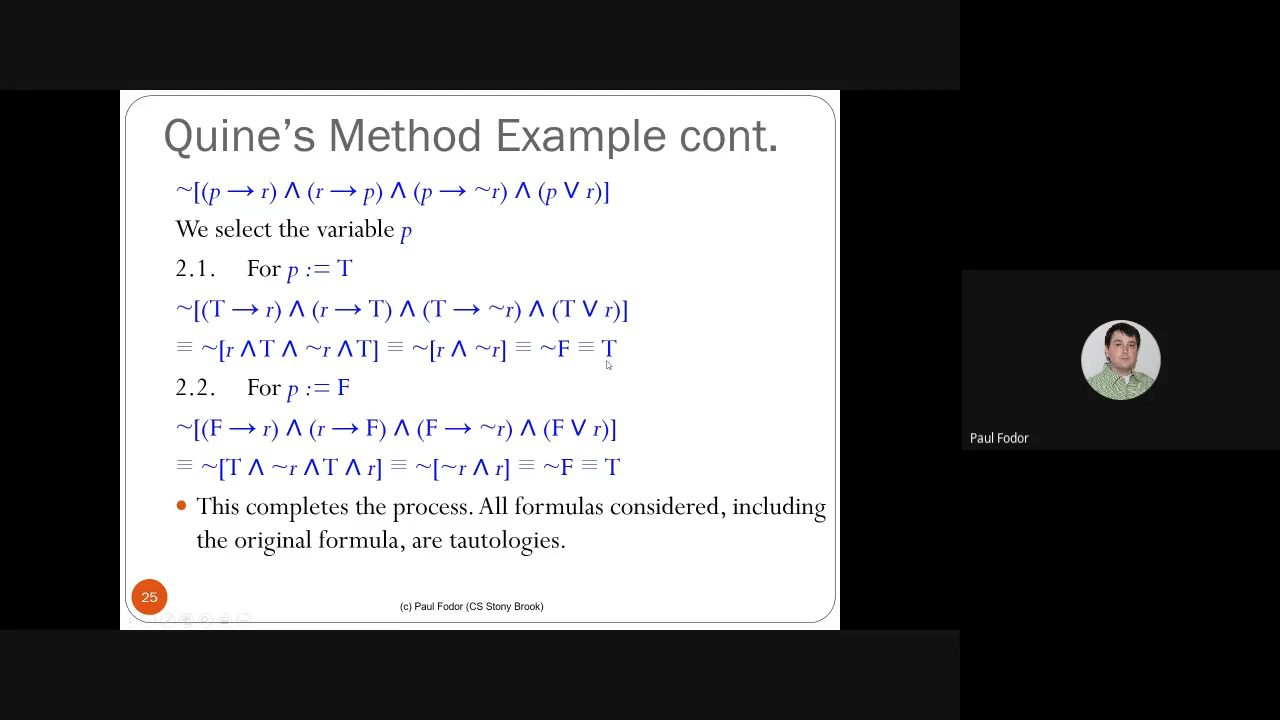 Quine’s Method Example cont.
~[(p → r) ∧ (r → p) ∧ (p → ~r) ∧ (p ∨ r)]
We select the variable p
2.1. For p := T
~[(T → r) ∧ (r → T) ∧ (T → ~r) ∧ (T ∨ r)]
≡ ~[r ∧ T ∧ ~r ∧ T] ≡ ~[r ∧ ~r] ≡ ~F ≡ T
2.2. For p := F
~[(F → r) ∧ (r → F) ∧ (F → ~r) ∧ (F ∨ r)]
≡ ~[T ∧ ~r ∧ T ∧ r] ≡ ~[~r ∧ r] ≡ ~F ≡ T
• This completes the process. All formulas considered, including
the original formula, are tautologies.
25
(c) Paul Fodor (CS Stony Brook)
Paul Fodor